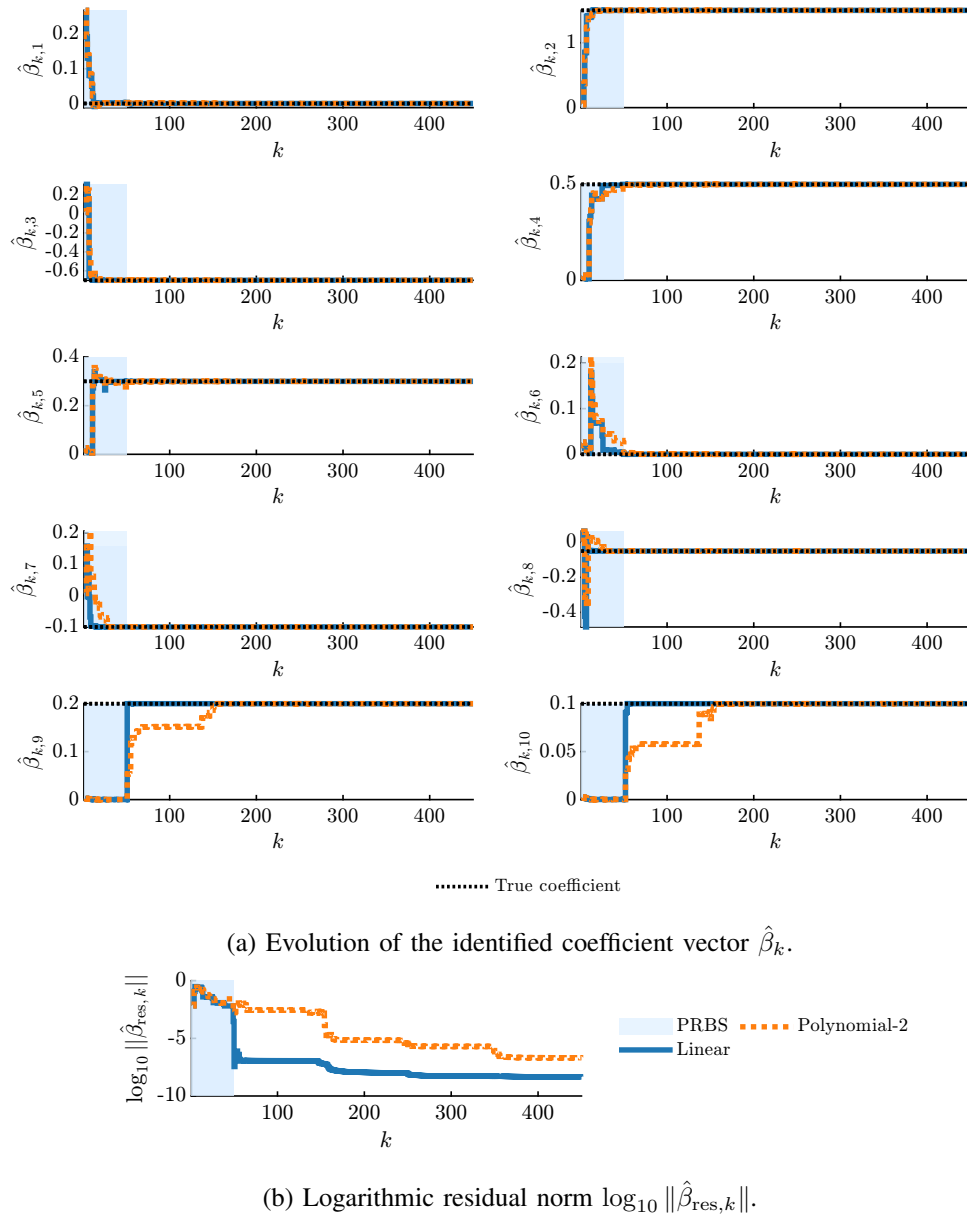 0.2
0.1
0
β̂k,1
100 200 300 400
k
1
0
β̂k,2
100 200 300 400
k
0.2
0
-0.2
-0.4
-0.6
β̂k,3
100 200 300 400
k
0.5
0
β̂k,4
100 200 300 400
k
0.4
0.2
0
β̂k,5
100 200 300 400
k
0.2
0.1
0
β̂k,6
100 200 300 400
k
0.2
0.1
0
-0.1
β̂k,7
100 200 300 400
k
0
-0.2
-0.4
β̂k,8
100 200 300 400
k
0.2
0.1
0
β̂k,9
100 200 300 400
k
0.1
0.05
0
β̂k,10
100 200 300 400
k
True coefficient
(a) Evolution of the identified coefficient vector β̂k.
0
-5
-10
log10 ||β̂res,k||
100 200 300 400
k
PRBS Polynomial-2
Linear
(b) Logarithmic residual norm log10 ‖β̂res,k‖.